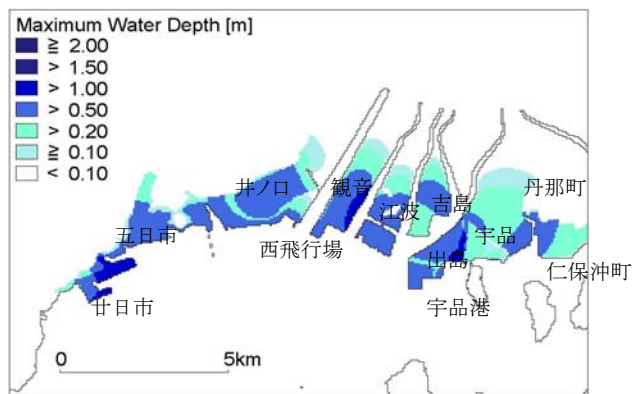 Maximum Water Depth [m]
≧ 2.00
> 1.50
> 1.00
> 0.50
> 0.20
≧ 0.10
< 0.10
井ノ口
観音
丹那町
江波
吉島
五日市
西飛行場
宇品
出島
仁保沖町
廿日市
宇品港
0
5km